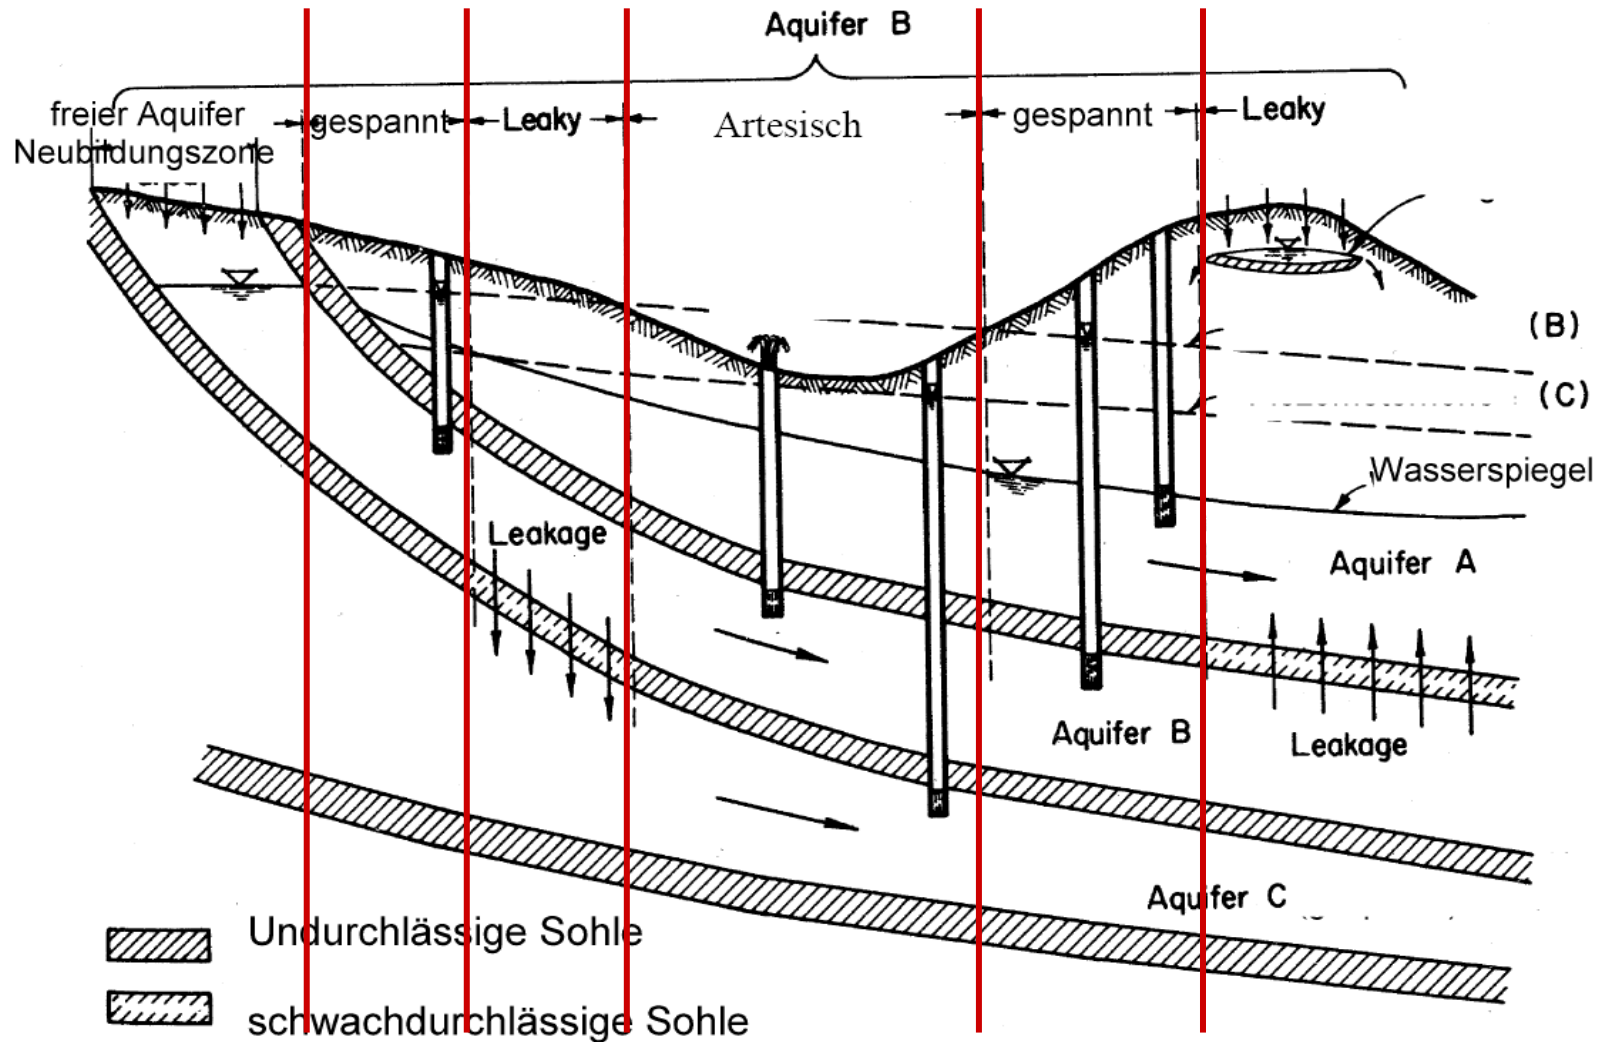 Aquifer B
freier Aquifer
Neubildungszone
gespannt
Leaky
Artesisch
gespannt
Leaky
(B)
(C)
Wasserspiegel
Leakage
Aquifer A
Aquifer B
Leakage
Aquifer C
Undurchlässige Sohle
schwachdurchlässige Sohle